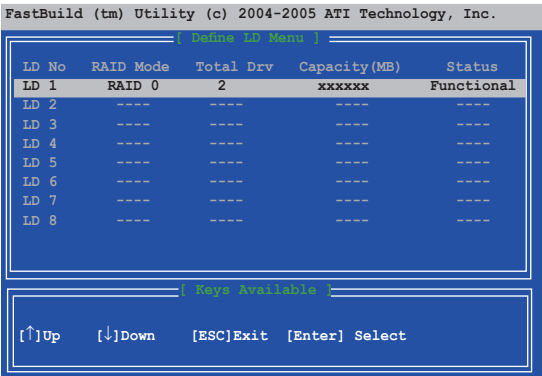 FastBuild (tm) Utility (c) 2004-2005 ATI Technology, Inc.
[ Define LD Menu ]
LD No RAID Mode Total Drv Capacity(MB) Status
LD 1 RAID 0 2 xxxxxx Functional
LD 2 ---- ---- ---- ----
LD 3 ---- ---- ---- ----
LD 4 ---- ---- ---- ----
LD 5 ---- ---- ---- ----
LD 6 ---- ---- ---- ----
LD 7 ---- ---- ---- ----
LD 8 ---- ---- ---- ----
[ Keys Available ]
[↑]Up [↓]Down [ESC]Exit [Enter] Select